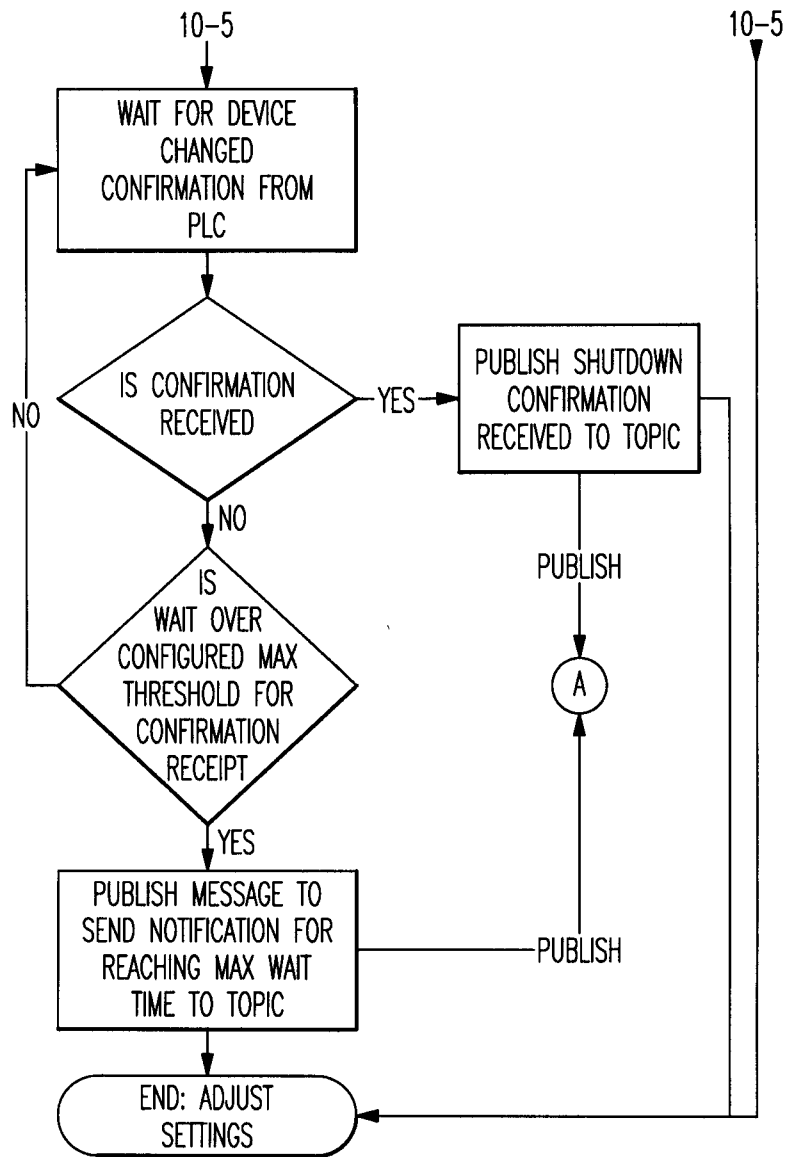 10-5
10-5
WAIT FOR DEVICE
CHANGED
CONFIRMATION FROM
PLC
IS CONFIRMATION
RECEIVED
YES
PUBLISH SHUTDOWN
CONFIRMATION
RECEIVED TO TOPIC
NO
NO
IS
WAIT OVER
CONFIGURED MAX
THRESHOLD FOR
CONFIRMATION
RECEIPT
PUBLISH
A
YES
PUBLISH MESSAGE TO
SEND NOTIFICATION FOR
REACHING MAX WAIT
TIME TO TOPIC
PUBLISH
END: ADJUST
SETTINGS